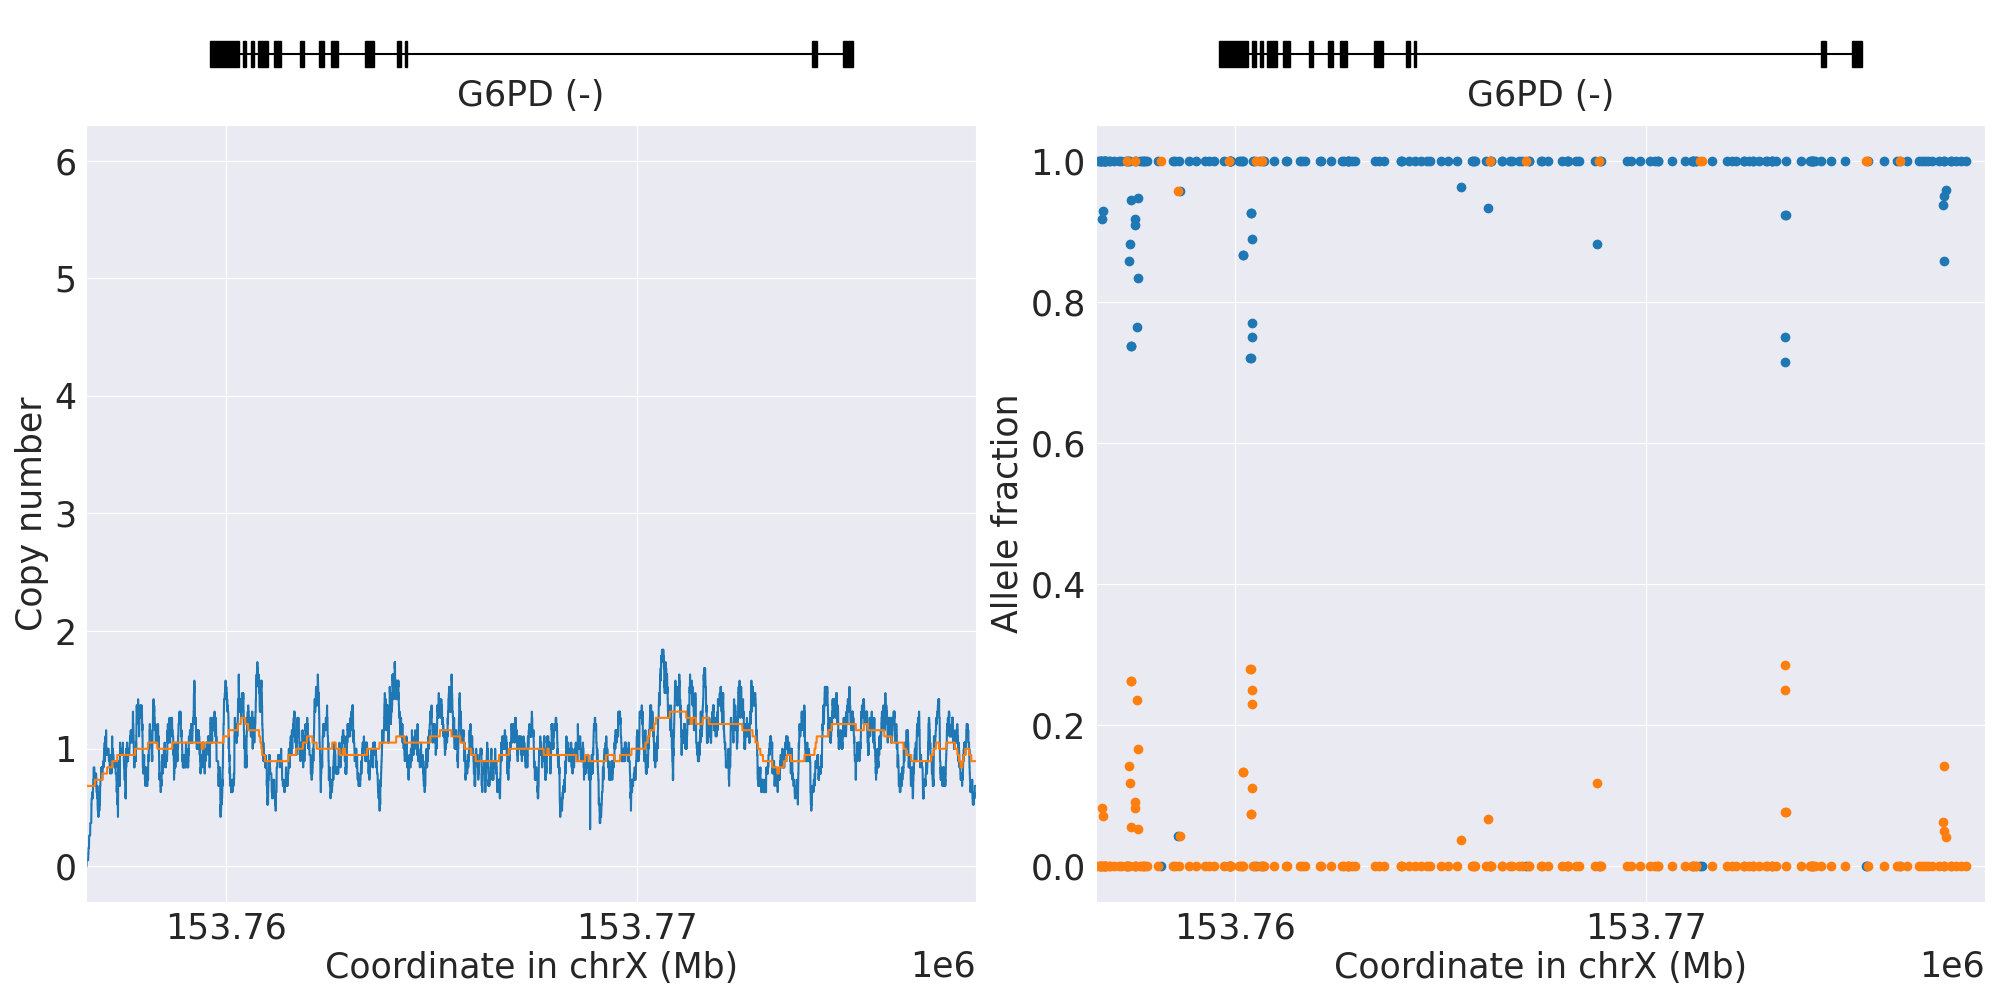 G6PD (-)
6
5
4
3
2
1
0
Copy number
153.76
153.77
Coordinate in chrX (Mb)
1e6
G6PD (-)
1.0
0.8
0.6
0.4
0.2
0.0
Allele fraction
153.76
153.77
Coordinate in chrX (Mb)
1e6